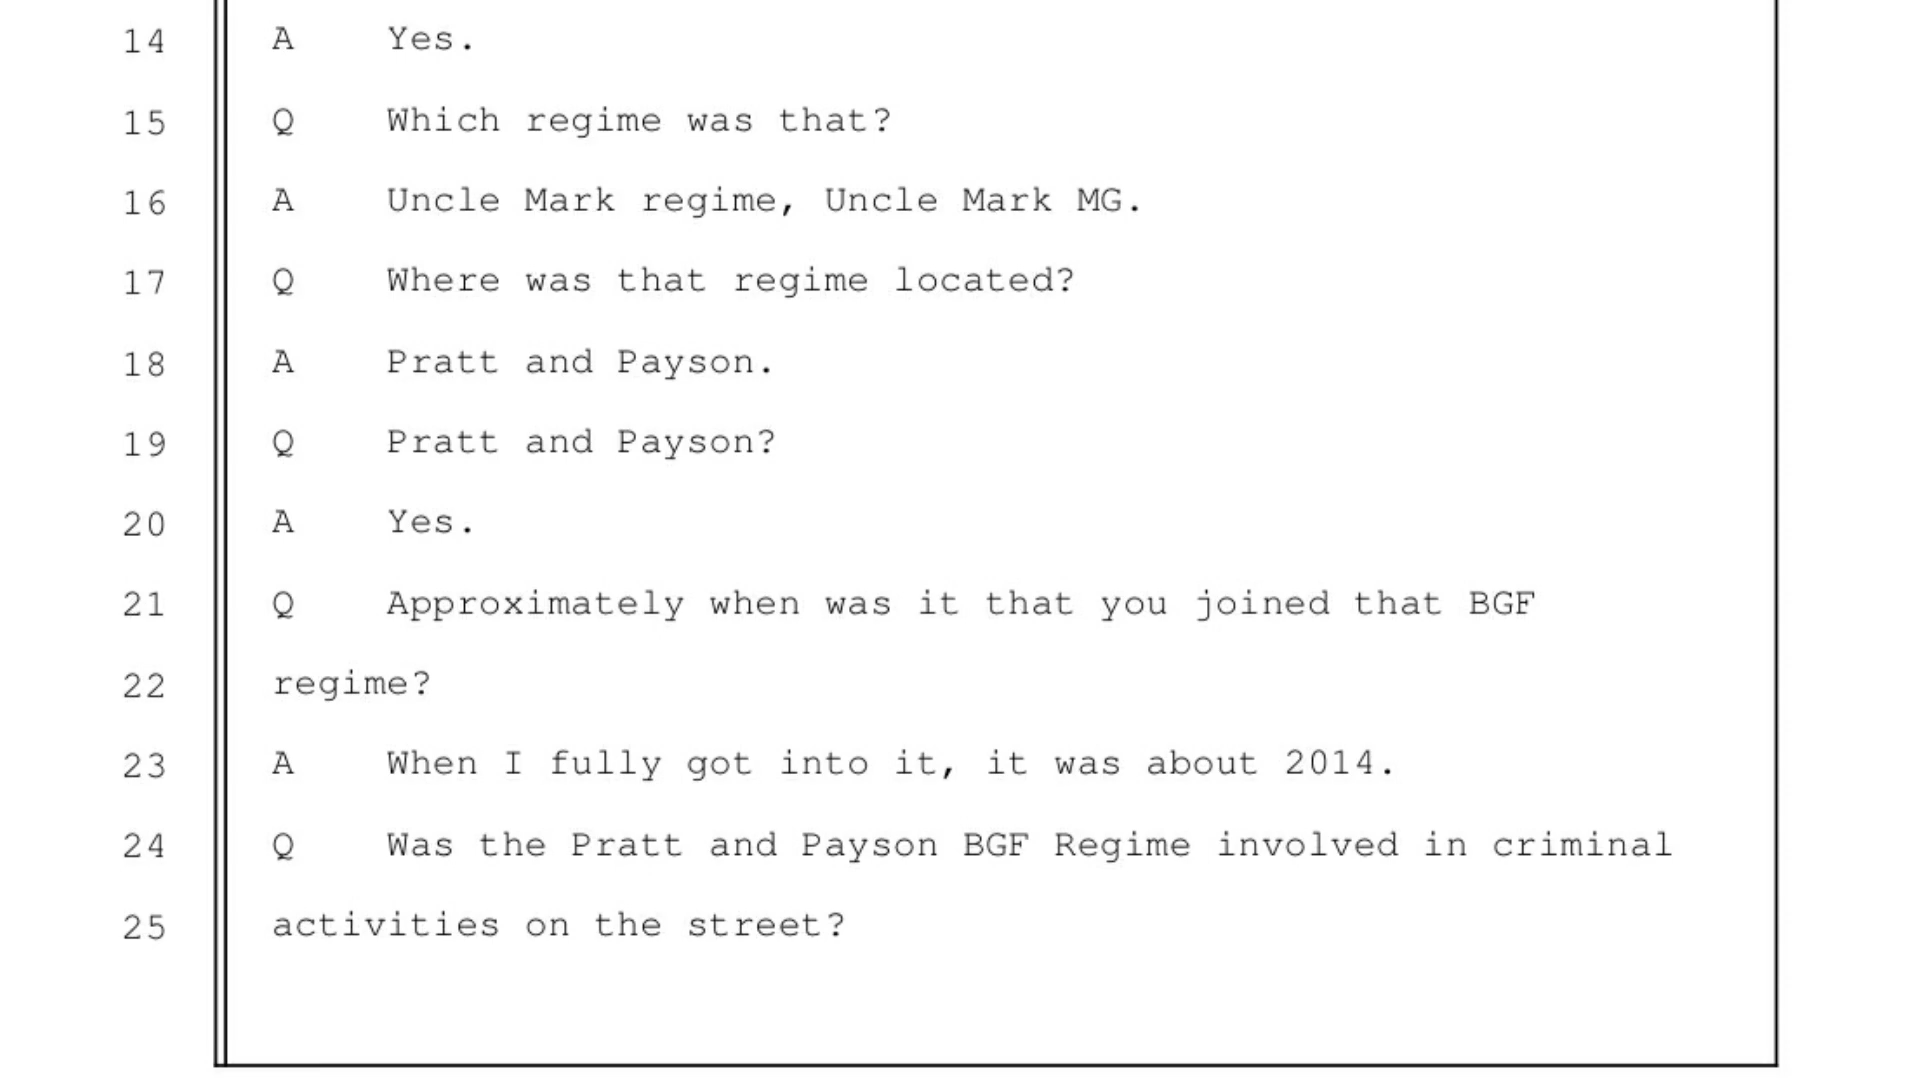 14 A Yes.
15 Q Which regime was that?
16 A Uncle Mark regime, Uncle Mark MG.
17 Q Where was that regime located?
18 A Pratt and Payson.
19 Q Pratt and Payson?
20 A Yes.
21 Q Approximately when was it that you joined that BGF
22 regime?
23 A When I fully got into it, it was about 2014.
24 Q Was the Pratt and Payson BGF Regime involved in criminal
25 activities on the street?